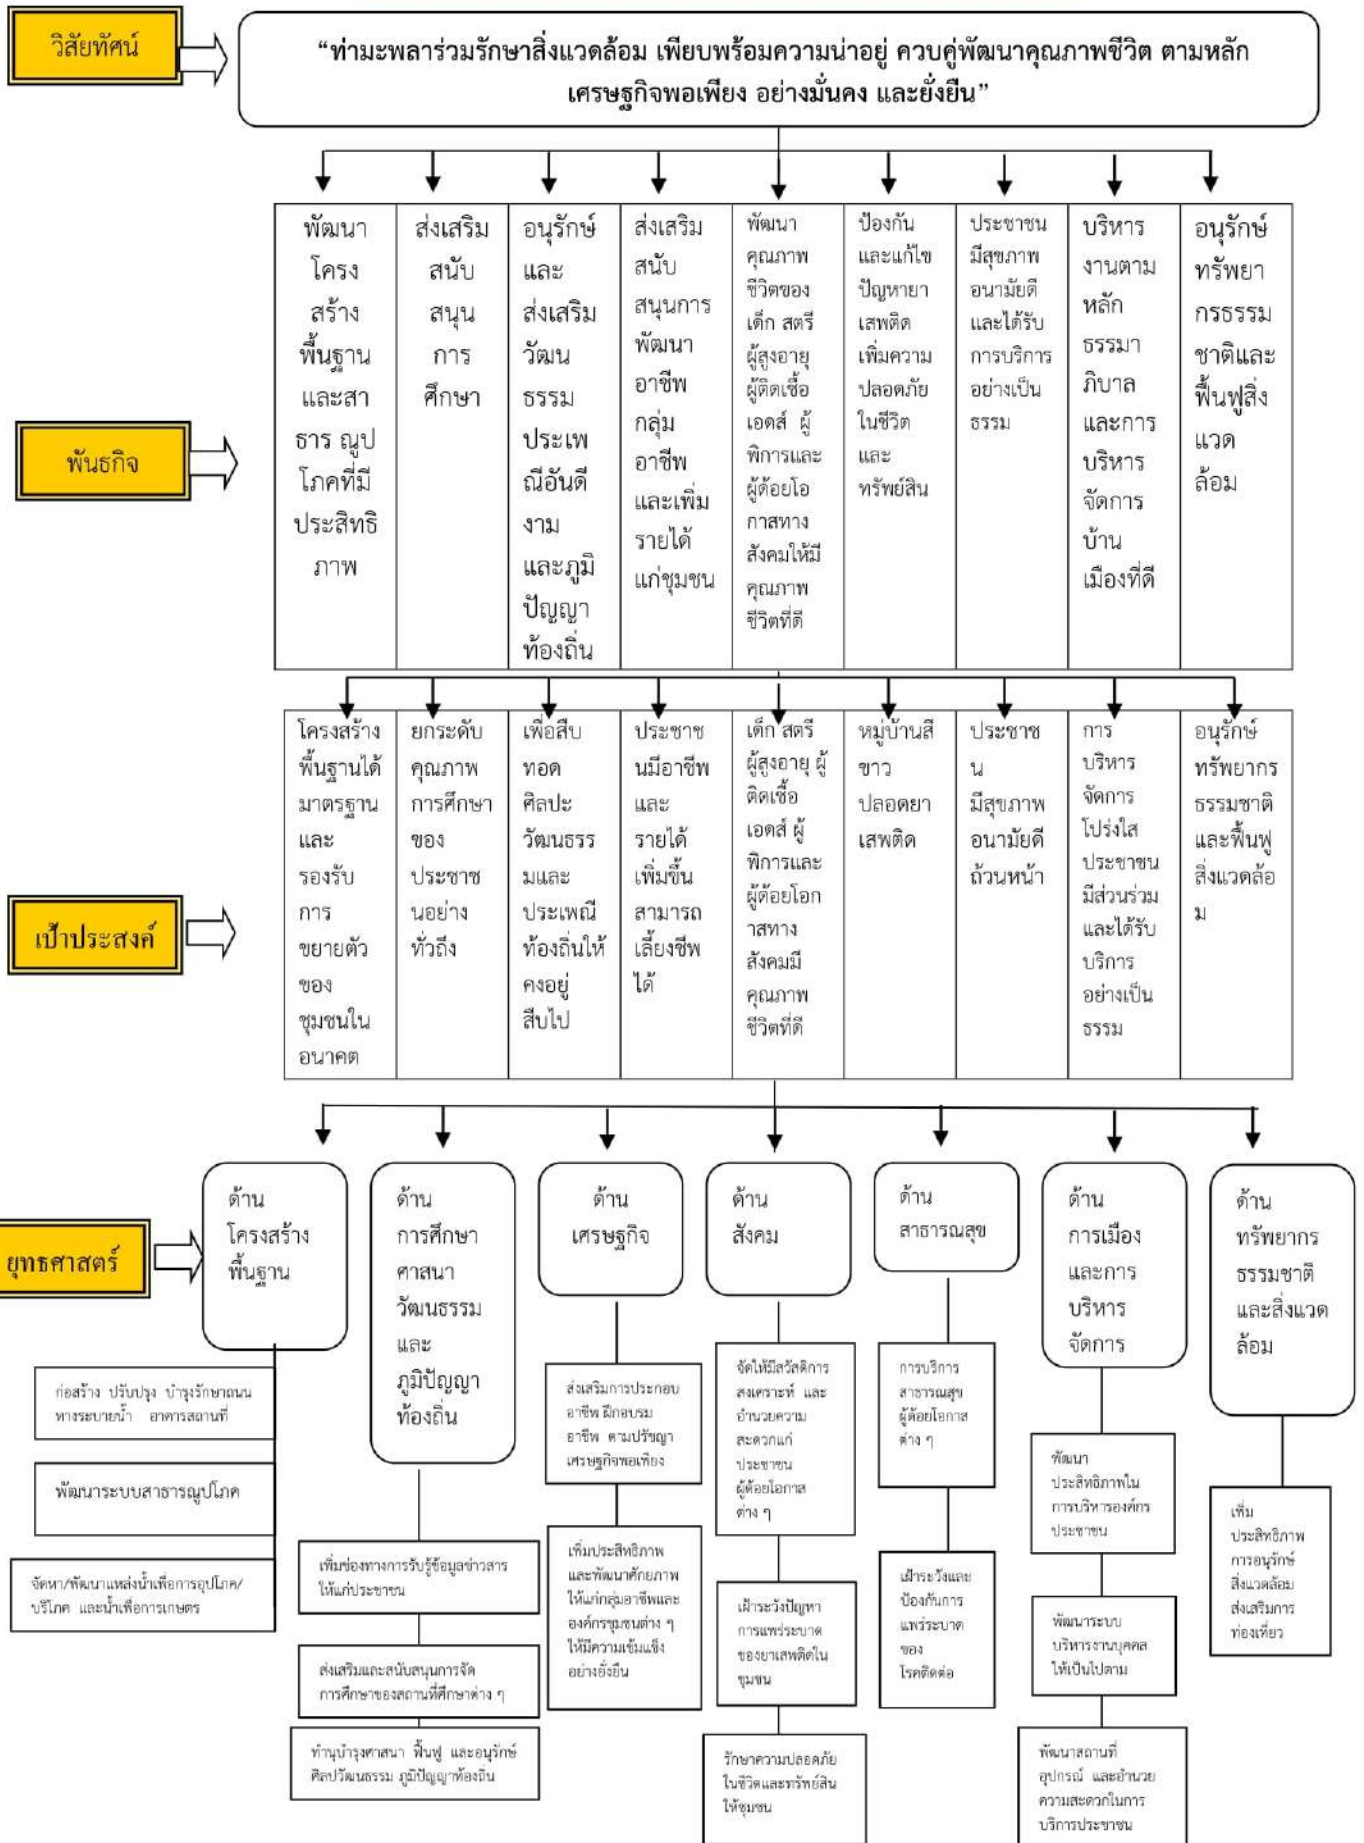 วิสัยทัศน์
“ท่ามะพลาร่วมรักษาสิ่งแวดล้อม เพียบพร้อมความน่าอยู่ ควบคู่พัฒนาคุณภาพชีวิต ตามหลัก
เศรษฐกิจพอเพียง อย่างมั่นคง และยั่งยืน”
พันธกิจ
พัฒนา
โครง
สร้าง
พื้นฐาน
และสา
ธาร ณูป
โภคที่มี
ประสิทธิ
ภาพ
ส่งเสริม
สนับ
สนุน
การ
ศึกษา
อนุรักษ์
และ
ส่งเสริม
วัฒน
ธรรม
ประเพ
ณีอันดี
งาม
และภูมิ
ปัญญา
ท้องถิ่น
ส่งเสริม
สนับ
สนุนการ
พัฒนา
อาชีพ
กลุ่ม
อาชีพ
และเพิ่ม
รายได้
แก่ชุมชน
พัฒนา
คุณภาพ
ชีวิตของ
เด็ก สตรี
ผู้สูงอายุ
ผู้ติดเชื้อ
เอดส์ ผู้
พิการและ
ผู้ด้อยโอ
กาสทาง
สังคมให้มี
คุณภาพ
ชีวิตที่ดี
ป้องกัน
และแก้ไข
ปัญหายา
เสพติด
เพิ่มความ
ปลอดภัย
ในชีวิต
และ
ทรัพย์สิน
ประชาชน
มีสุขภาพ
อนามัยดี
และได้รับ
การบริการ
อย่างเป็น
ธรรม
บริหาร
งานตาม
หลัก
ธรรมา
ภิบาล
และการ
บริหาร
จัดการ
บ้าน
เมืองที่ดี
อนุรักษ์
ทรัพยา
กรธรรม
ชาติและ
ฟื้นฟูสิ่ง
แวด
ล้อม
เป้าประสงค์
โครงสร้าง
พื้นฐานได้
มาตรฐาน
และ
รองรับ
การ
ขยายตัว
ของ
ชุมชนใน
อนาคต
ยกระดับ
คุณภาพ
การศึกษา
ของ
ประชาช
นอย่าง
ทั่วถึง
เพื่อสืบ
ทอด
ศิลปะ
วัฒนธรร
มและ
ประเพณี
ท้องถิ่นให้
คงอยู่
สืบไป
ประชาช
นมีอาชีพ
และ
รายได้
เพิ่มขึ้น
สามารถ
เลี้ยงชีพ
ได้
เด็ก สตรี
ผู้สูงอายุ ผู้
ติดเชื้อ
เอดส์ ผู้
พิการและ
ผู้ด้อยโอก
าสทาง
สังคมมี
คุณภาพ
ชีวิตที่ดี
หมู่บ้านสี
ขาว
ปลอดยา
เสพติด
ประชาช
น
มีสุขภาพ
อนามัยดี
ถ้วนหน้า
การ
บริหาร
จัดการ
โปร่งใส
ประชาชน
มีส่วนร่วม
และได้รับ
บริการ
อย่างเป็น
ธรรม
อนุรักษ์
ทรัพยากร
ธรรมชาติ
และฟื้นฟู
สิ่งแวดล้อ
ม
ยุทธศาสตร์
ด้าน
โครงสร้าง
พื้นฐาน
ก่อสร้าง ปรับปรุง บำรุงรักษาถนน
ทางระบายน้ำ อาคารสถานที่
พัฒนาระบบสาธารณูปโภค
จัดหา/พัฒนาแหล่งน้ำเพื่อการอุปโภค/
บริโภค และน้ำเพื่อการเกษตร
ด้าน
การศึกษา
ศาสนา
วัฒนธรรม
และ
ภูมิปัญญา
ท้องถิ่น
เพิ่มช่องทางการรับรู้ข้อมูลข่าวสาร
ให้แก่ประชาชน
ส่งเสริมและสนับสนุนการจัด
การศึกษาของสถานที่ศึกษาต่าง ๆ
ทำนุบำรุงศาสนา ฟื้นฟู และอนุรักษ์
ศิลปวัฒนธรรม ภูมิปัญญาท้องถิ่น
ด้าน
เศรษฐกิจ
ส่งเสริมการประกอบ
อาชีพ ฝึกอบรม
อาชีพ ตามปรัชญา
เศรษฐกิจพอเพียง
เพิ่มประสิทธิภาพ
และพัฒนาศักยภาพ
ให้แก่กลุ่มอาชีพและ
องค์กรชุมชนต่าง ๆ
ให้มีความเข้มแข็ง
อย่างยั่งยืน
ด้าน
สังคม
จัดให้มีสวัสดิการ
สงเคราะห์ และ
อำนวยความ
สะดวกแก่
ประชาชน
ผู้ด้อยโอกาส
ต่าง ๆ
เฝ้าระวังปัญหา
การแพร่ระบาด
ของยาเสพติดใน
ชุมชน
รักษาความปลอดภัย
ในชีวิตและทรัพย์สิน
ให้ชุมชน
ด้าน
สาธารณสุข
การบริการ
สาธารณสุข
ผู้ด้อยโอกาส
ต่าง ๆ
เฝ้าระวังและ
ป้องกันการ
แพร่ระบาด
ของ
โรคติดต่อ
ด้าน
การเมือง
และการ
บริหาร
จัดการ
พัฒนา
ประสิทธิภาพใน
การบริหารองค์กร
ประชาชน
พัฒนาระบบ
บริหารงานบุคคล
ให้เป็นไปตาม
พัฒนาสถานที่
อุปกรณ์ และอำนวย
ความสะดวกในการ
บริการประชาชน
ด้าน
ทรัพยากร
ธรรมชาติ
และสิ่งแวด
ล้อม
เพิ่ม
ประสิทธิภาพ
การอนุรักษ์
สิ่งแวดล้อม
ส่งเสริมการ
ท่องเที่ยว